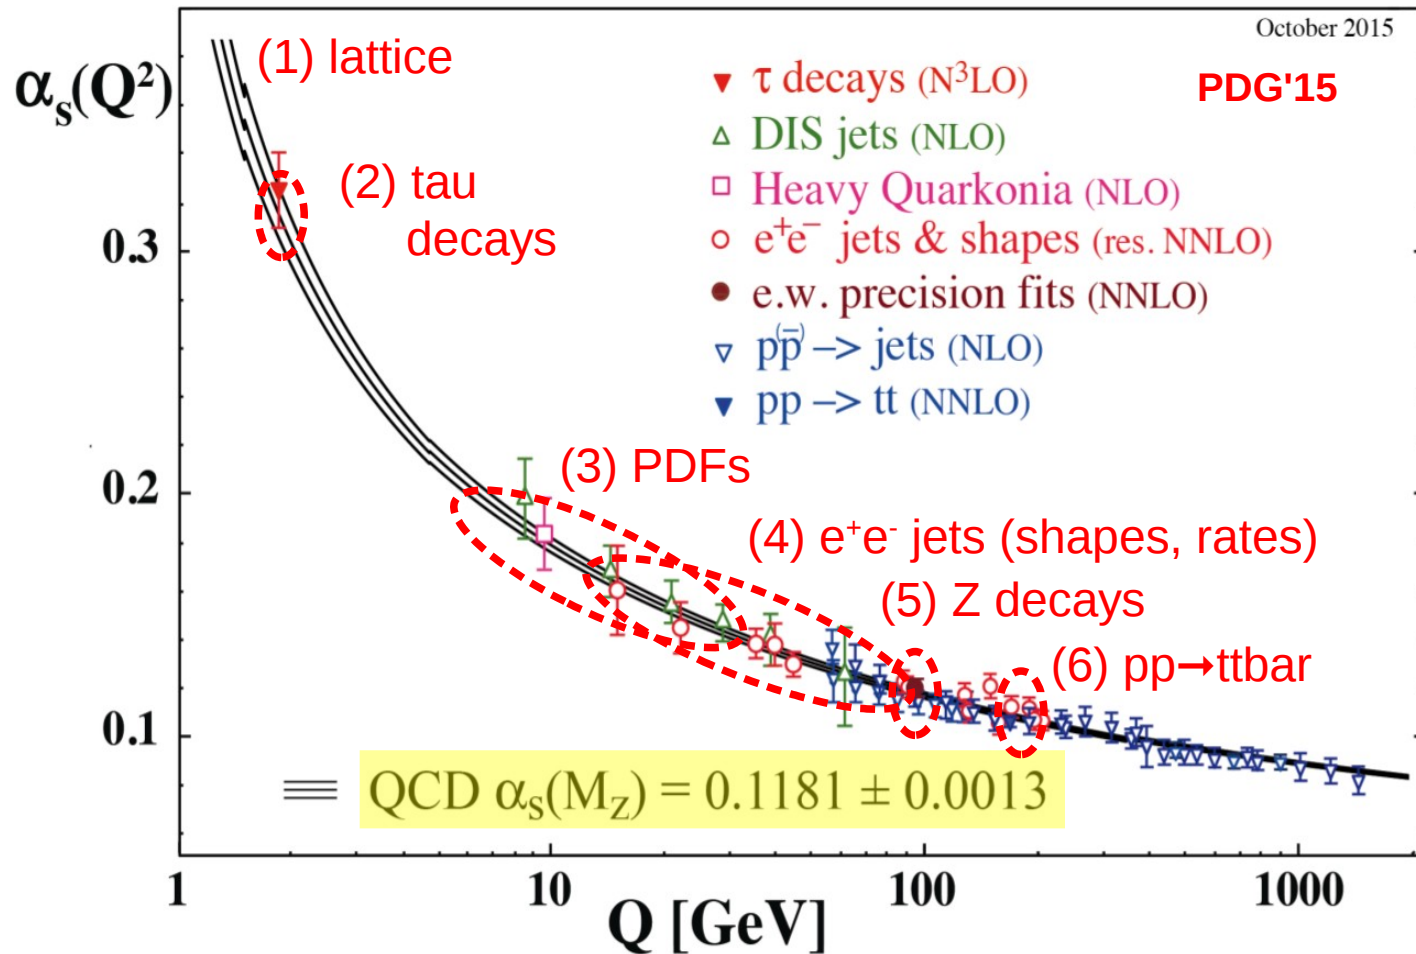 October 2015
(1) lattice
αs(Q²)
τ decays (N³LO)
PDG'15
DIS jets (NLO)
(2) tau
decays
Heavy Quarkonia (NLO)
e⁺e⁻ jets & shapes (res. NNLO)
0.3
e.w. precision fits (NNLO)
pp̄⁽⁻⁾ –> jets (NLO)
pp –> tt (NNLO)
(3) PDFs
0.2
(4) e⁺e⁻ jets (shapes, rates)
(5) Z decays
(6) pp→ttbar
0.1
QCD αs(Mz) = 0.1181 ± 0.0013
1 10 100 1000
Q [GeV]